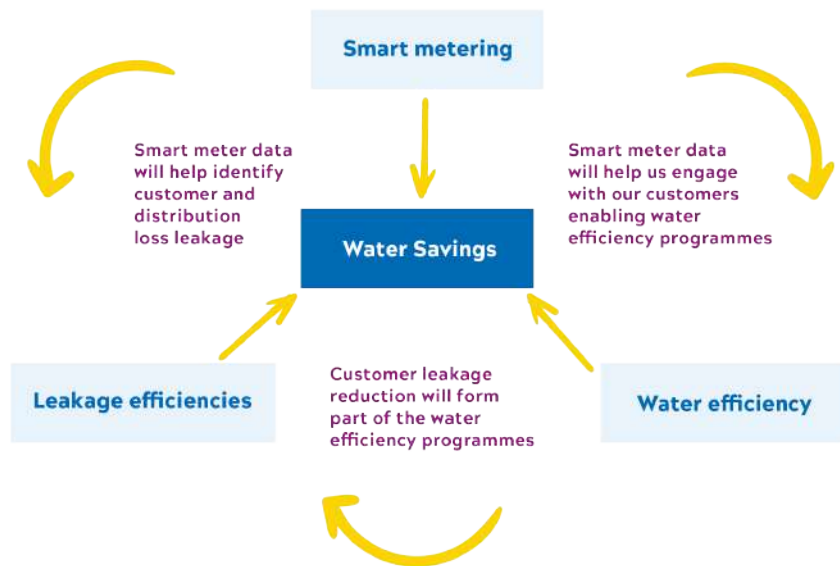 Smart metering
Smart meter data
will help identify
customer and
distribution
loss leakage
Smart meter data
will help us engage
with our customers
enabling water
efficiency programmes
Water Savings
Leakage efficiencies
Customer leakage
reduction will form
part of the water
efficiency programmes
Water efficiency